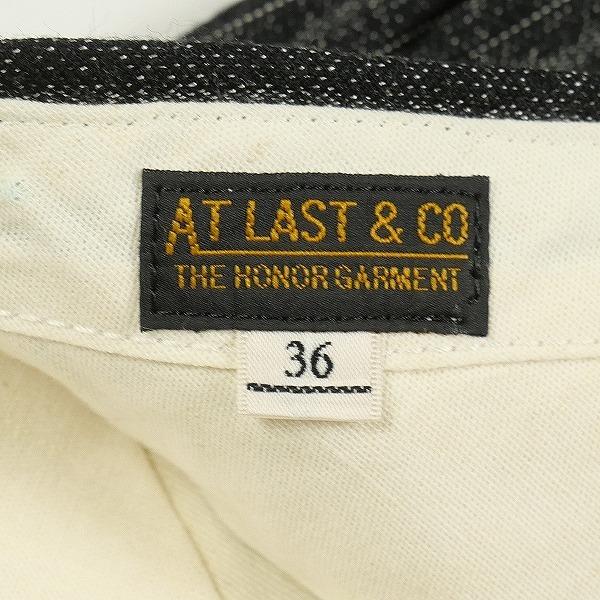 AT LAST & CO
THE HONOR GARMENT
36